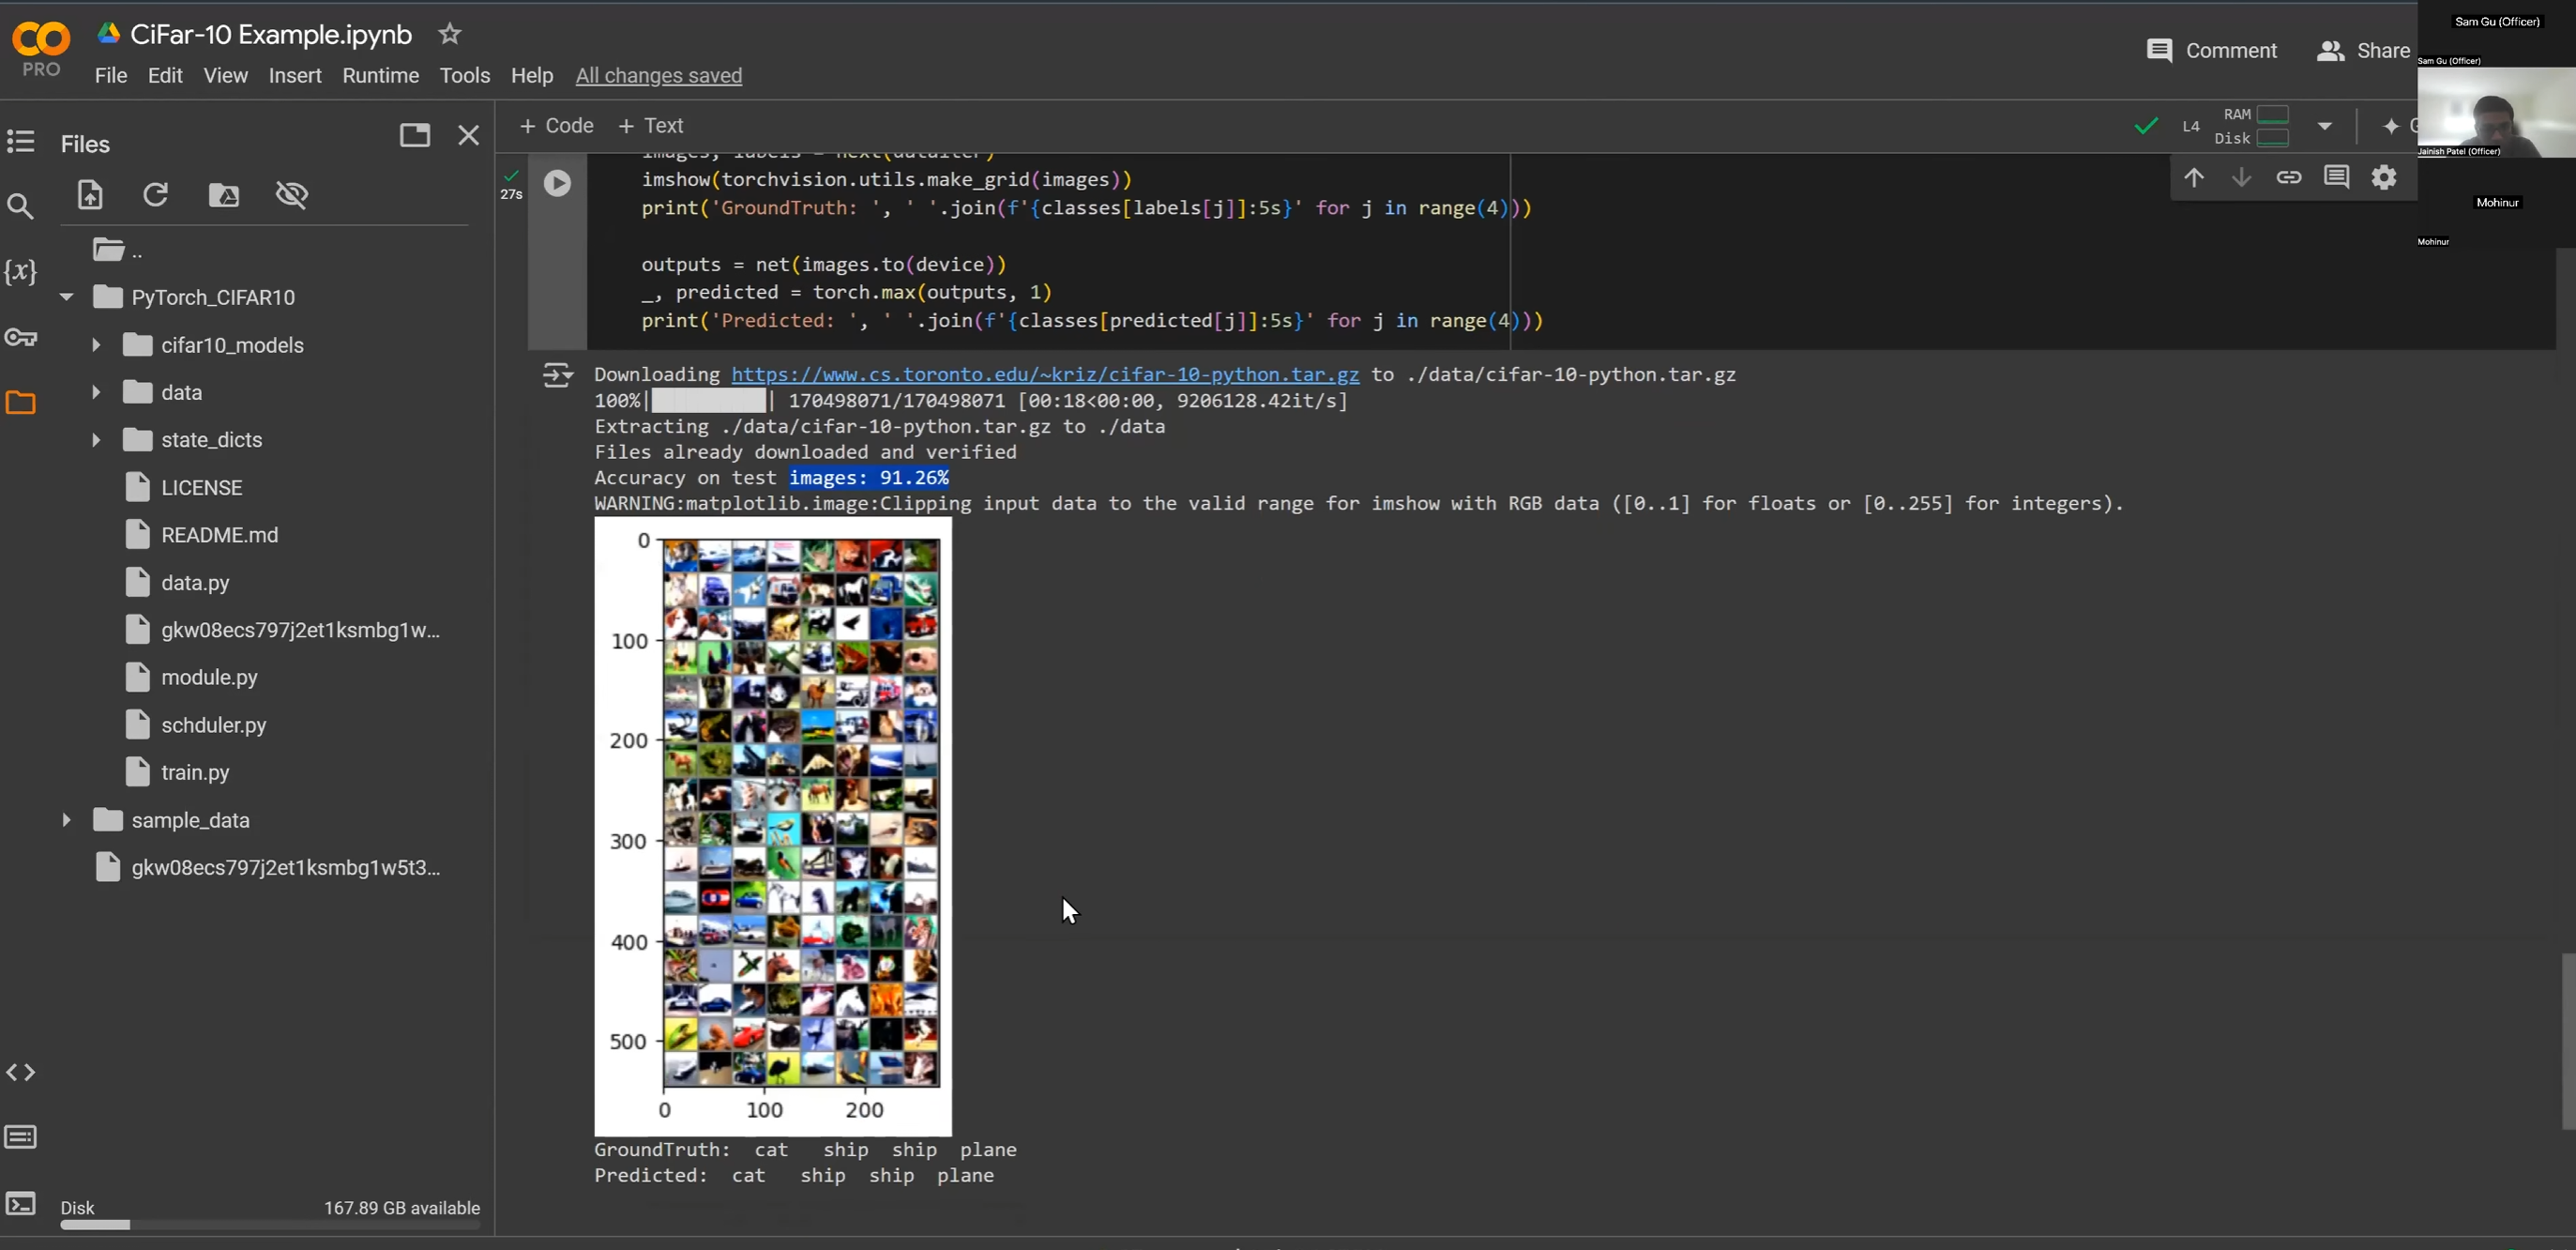 CO
PRO
CiFar-10 Example.ipynb
File Edit View Insert Runtime Tools Help All changes saved
Comment Share
Sam Gu (Officer)
Sam Gu (Officer)
Jainish Patel (Officer)
Mohinur
Mohinur
Files
+ Code + Text
L4 RAM
Disk
G
..
PyTorch_CIFAR10
cifar10_models
data
state_dicts
LICENSE
README.md
data.py
gkw08ecs797j2et1ksmbg1w...
module.py
schduler.py
train.py
sample_data
gkw08ecs797j2et1ksmbg1w5t3...
{x}
Disk 167.89 GB available
27s
images, labels = next(dataiter)
imshow(torchvision.utils.make_grid(images))
print('GroundTruth: ', ' '.join(f'{classes[labels[j]]:5s}' for j in range(4)))
outputs = net(images.to(device))
_, predicted = torch.max(outputs, 1)
print('Predicted: ', ' '.join(f'{classes[predicted[j]]:5s}' for j in range(4)))
Downloading https://www.cs.toronto.edu/~kriz/cifar-10-python.tar.gz to ./data/cifar-10-python.tar.gz
100%|██████████| 170498071/170498071 [00:18<00:00, 9206128.42it/s]
Extracting ./data/cifar-10-python.tar.gz to ./data
Files already downloaded and verified
Accuracy on test images: 91.26%
WARNING:matplotlib.image:Clipping input data to the valid range for imshow with RGB data ([0..1] for floats or [0..255] for integers).
0
100
200
300
400
500
0 100 200
GroundTruth: cat ship ship plane
Predicted: cat ship ship plane